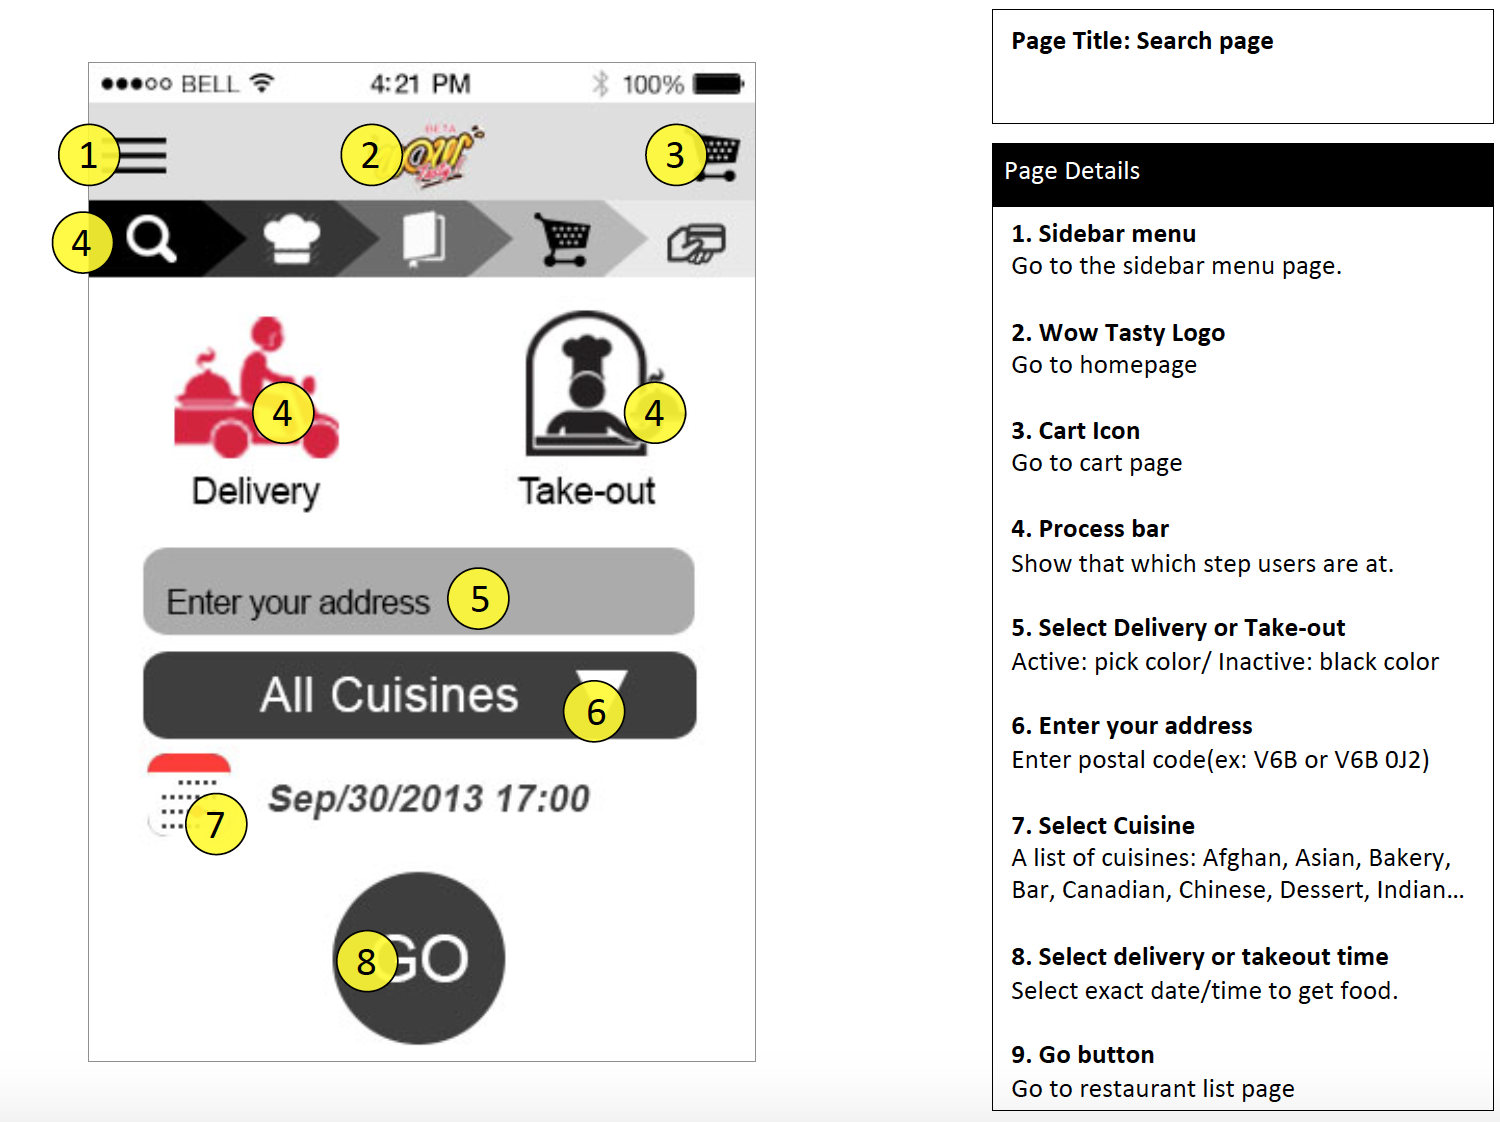 BELL
4:21 PM
100%
1
2
BETA
3
4
4
4
Delivery
Take-out
Enter your address
5
All Cuisines
6
Sep/30/2013 17:00
7
GO
8
Page Title: Search page
Page Details
1. Sidebar menu
Go to the sidebar menu page.
2. Wow Tasty Logo
Go to homepage
3. Cart Icon
Go to cart page
4. Process bar
Show that which step users are at.
5. Select Delivery or Take-out
Active: pick color/ Inactive: black color
6. Enter your address
Enter postal code(ex: V6B or V6B 0J2)
7. Select Cuisine
A list of cuisines: Afghan, Asian, Bakery,
Bar, Canadian, Chinese, Dessert, Indian...
8. Select delivery or takeout time
Select exact date/time to get food.
9. Go button
Go to restaurant list page